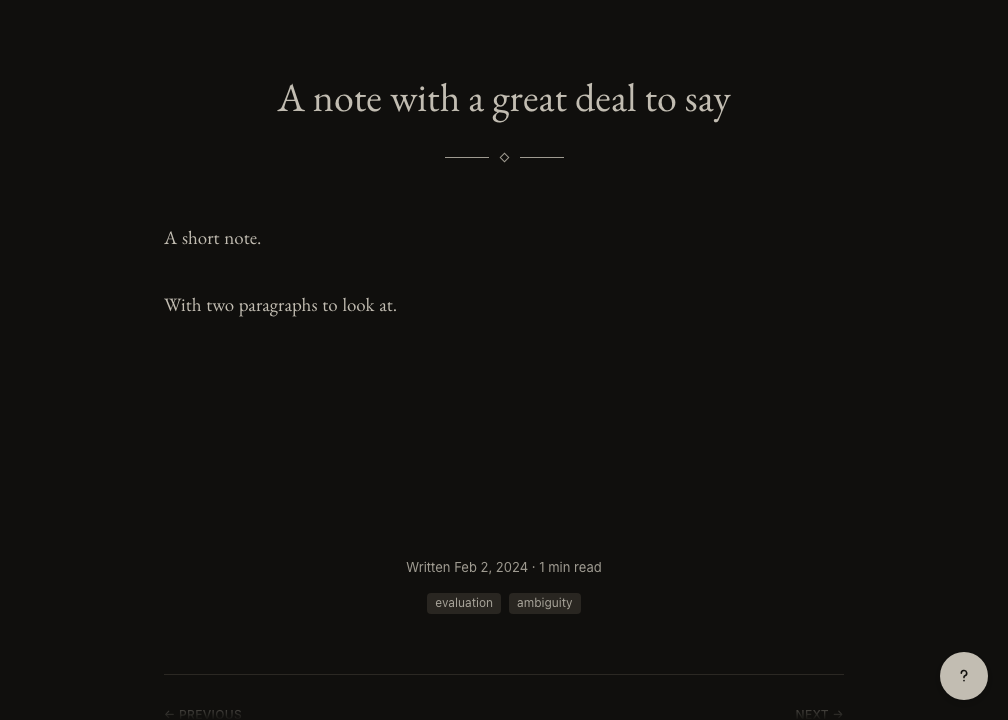 A note with a great deal to say
A short note.
With two paragraphs to look at.
Written Feb 2, 2024 · 1 min read
evaluation ambiguity
?
← PREVIOUS NEXT →